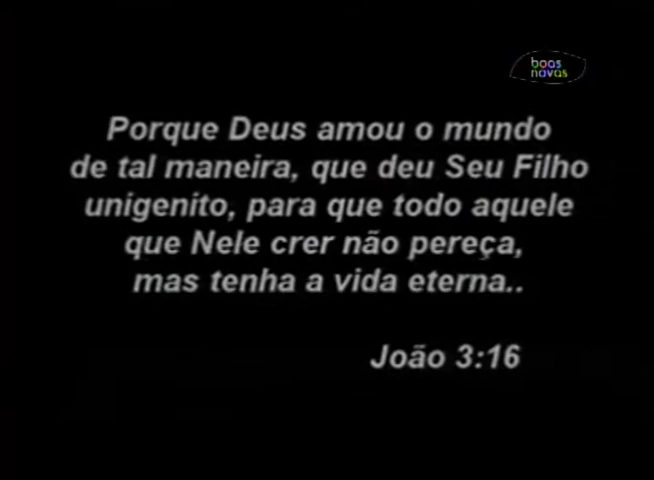 boas
novas
Porque Deus amou o mundo
de tal maneira, que deu Seu Filho
unigenito, para que todo aquele
que Nele crer não pereça,
mas tenha a vida eterna..
João 3:16